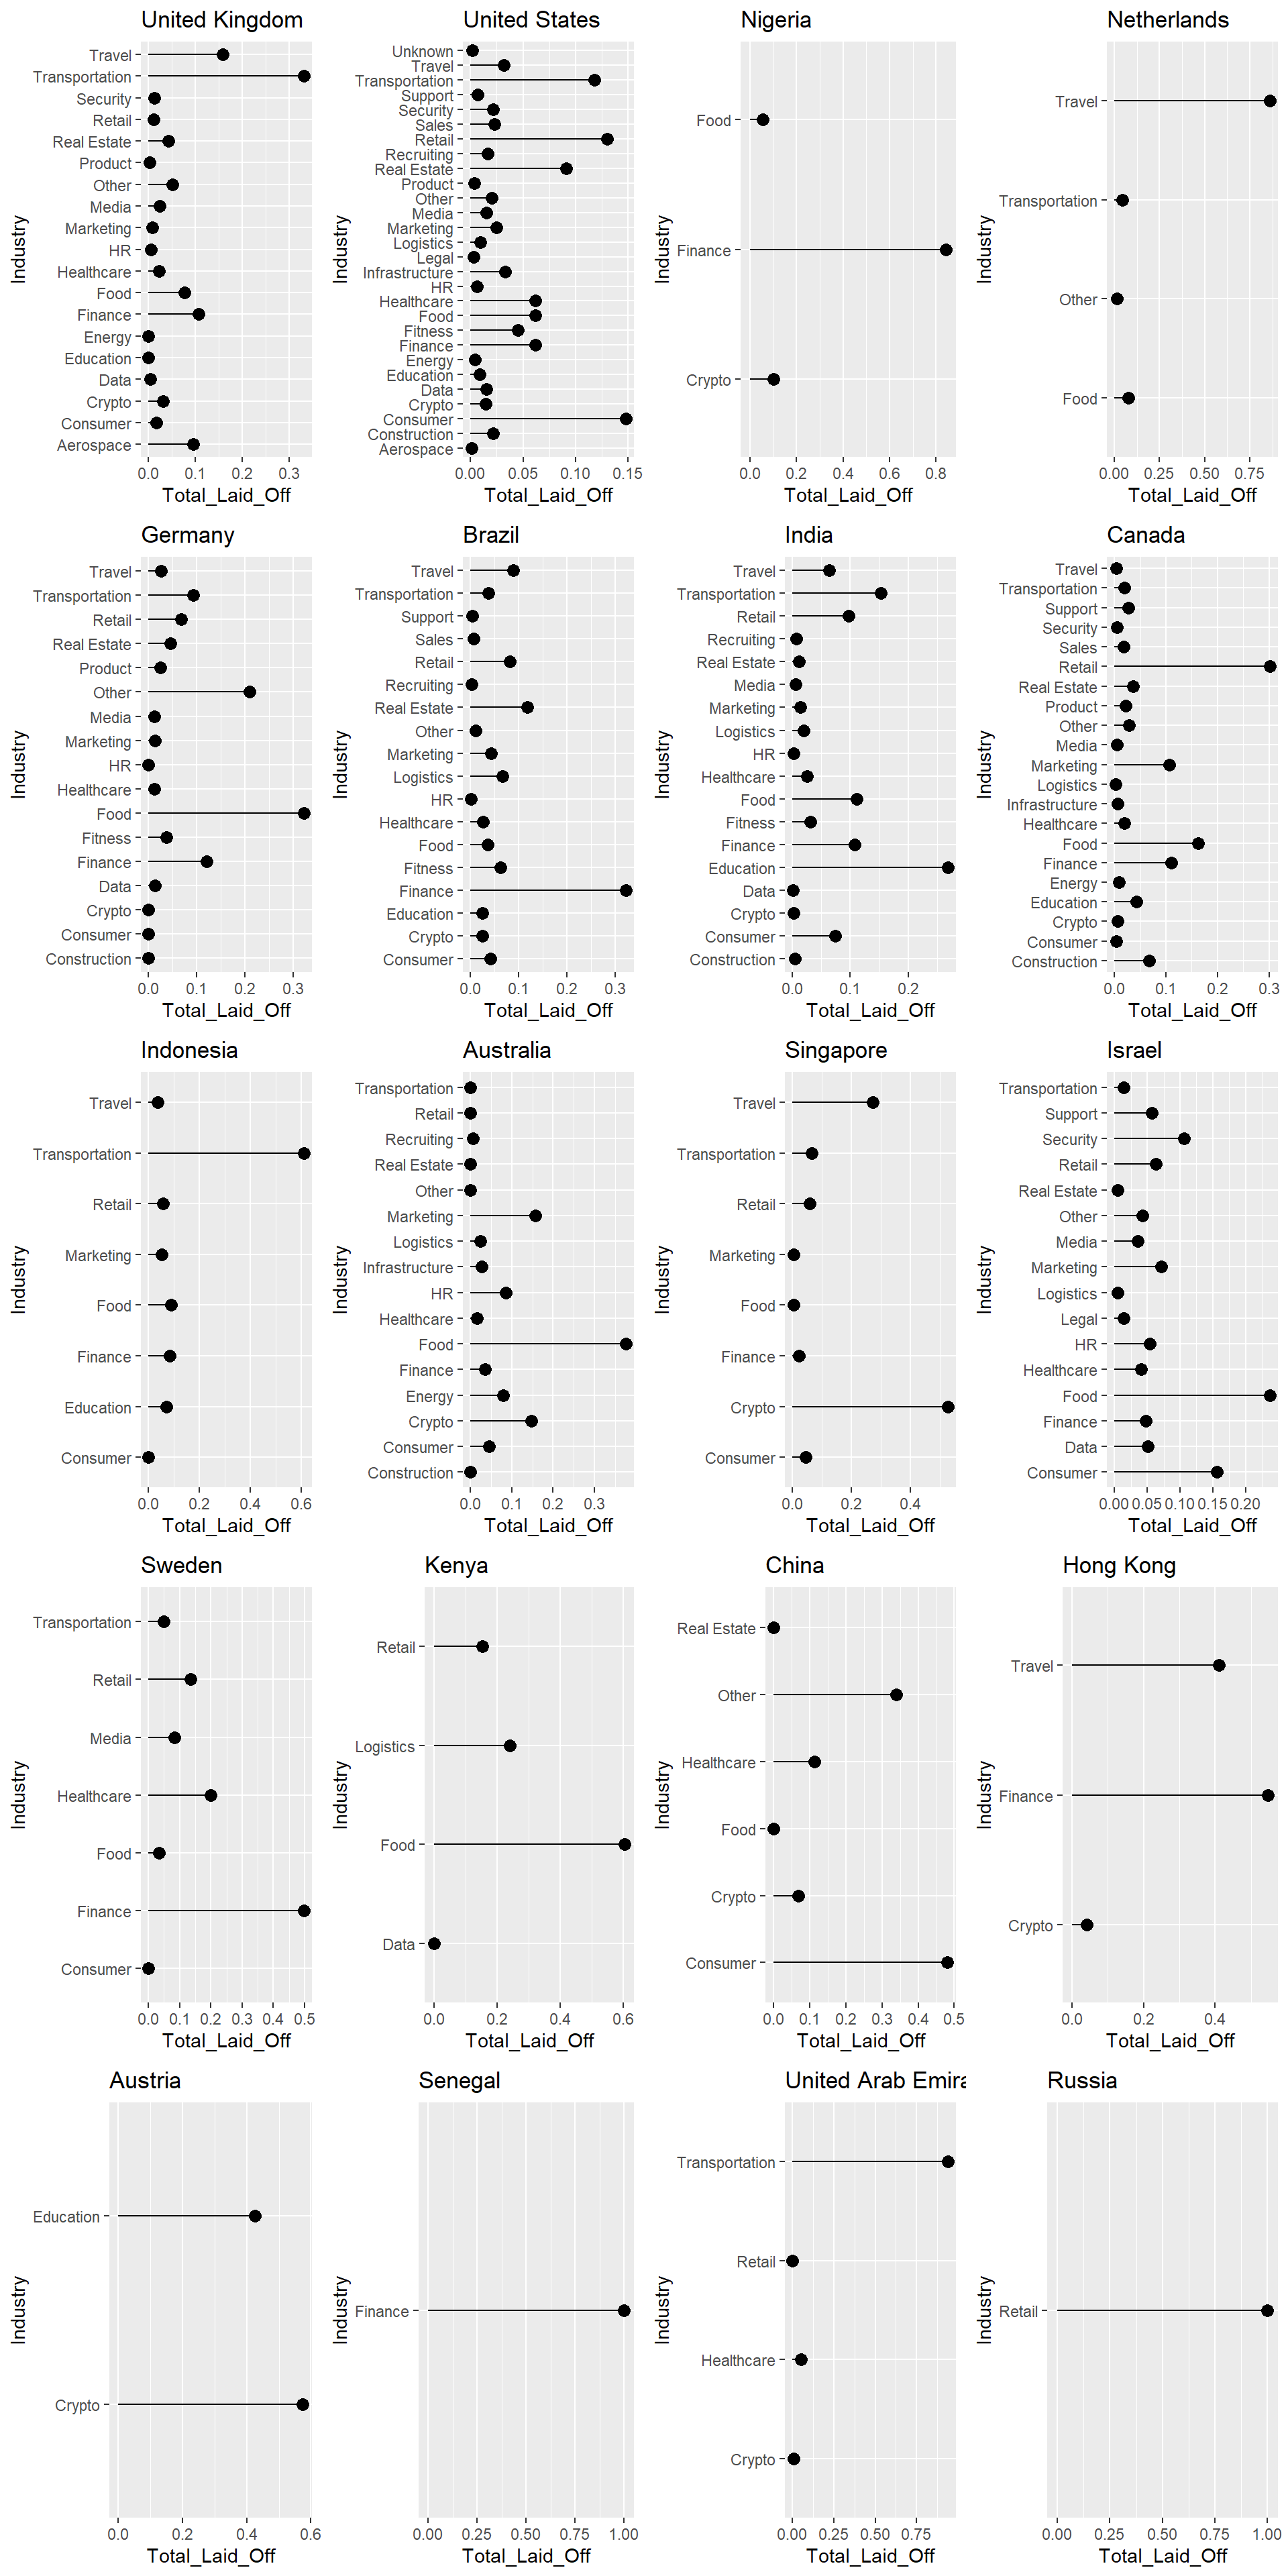 United Kingdom
Industry
Travel
Transportation
Security
Retail
Real Estate
Product
Other
Media
Marketing
HR
Healthcare
Food
Finance
Energy
Education
Data
Crypto
Consumer
Aerospace
0.0 0.1 0.2 0.3
Total_Laid_Off
United States
Industry
Unknown
Travel
Transportation
Support
Security
Sales
Retail
Recruiting
Real Estate
Product
Other
Media
Marketing
Logistics
Legal
Infrastructure
HR
Healthcare
Food
Fitness
Finance
Energy
Education
Data
Crypto
Consumer
Construction
Aerospace
0.00 0.05 0.10 0.15
Total_Laid_Off
Nigeria
Industry
Food
Finance
Crypto
0.0 0.2 0.4 0.6 0.8
Total_Laid_Off
Netherlands
Industry
Travel
Transportation
Other
Food
0.00 0.25 0.50 0.75
Total_Laid_Off
Germany
Industry
Travel
Transportation
Retail
Real Estate
Product
Other
Media
Marketing
HR
Healthcare
Food
Fitness
Finance
Data
Crypto
Consumer
Construction
0.0 0.1 0.2 0.3
Total_Laid_Off
Brazil
Industry
Travel
Transportation
Support
Sales
Retail
Recruiting
Real Estate
Other
Marketing
Logistics
HR
Healthcare
Food
Fitness
Finance
Education
Crypto
Consumer
0.0 0.1 0.2 0.3
Total_Laid_Off
India
Industry
Travel
Transportation
Retail
Recruiting
Real Estate
Media
Marketing
Logistics
HR
Healthcare
Food
Fitness
Finance
Education
Data
Crypto
Consumer
Construction
0.0 0.1 0.2
Total_Laid_Off
Canada
Industry
Travel
Transportation
Support
Security
Sales
Retail
Real Estate
Product
Other
Media
Marketing
Logistics
Infrastructure
Healthcare
Food
Finance
Energy
Education
Crypto
Consumer
Construction
0.0 0.1 0.2 0.3
Total_Laid_Off
Indonesia
Industry
Travel
Transportation
Retail
Marketing
Food
Finance
Education
Consumer
0.0 0.2 0.4 0.6
Total_Laid_Off
Australia
Industry
Transportation
Retail
Recruiting
Real Estate
Other
Marketing
Logistics
Infrastructure
HR
Healthcare
Food
Finance
Energy
Crypto
Consumer
Construction
0.0 0.1 0.2 0.3
Total_Laid_Off
Singapore
Industry
Travel
Transportation
Retail
Marketing
Food
Finance
Crypto
Consumer
0.0 0.2 0.4
Total_Laid_Off
Israel
Industry
Transportation
Support
Security
Retail
Real Estate
Other
Media
Marketing
Logistics
Legal
HR
Healthcare
Food
Finance
Data
Consumer
0.00 0.05 0.10 0.15 0.20
Total_Laid_Off
Sweden
Industry
Transportation
Retail
Media
Healthcare
Food
Finance
Consumer
0.0 0.1 0.2 0.3 0.4 0.5
Total_Laid_Off
Kenya
Industry
Retail
Logistics
Food
Data
0.0 0.2 0.4 0.6
Total_Laid_Off
China
Industry
Real Estate
Other
Healthcare
Food
Crypto
Consumer
0.0 0.1 0.2 0.3 0.4 0.5
Total_Laid_Off
Hong Kong
Industry
Travel
Finance
Crypto
0.0 0.2 0.4
Total_Laid_Off
Austria
Industry
Education
Crypto
0.0 0.2 0.4 0.6
Total_Laid_Off
Senegal
Industry
Finance
0.00 0.25 0.50 0.75 1.00
Total_Laid_Off
United Arab Emira
Industry
Transportation
Retail
Healthcare
Crypto
0.00 0.25 0.50 0.75
Total_Laid_Off
Russia
Industry
Retail
0.00 0.25 0.50 0.75 1.00
Total_Laid_Off